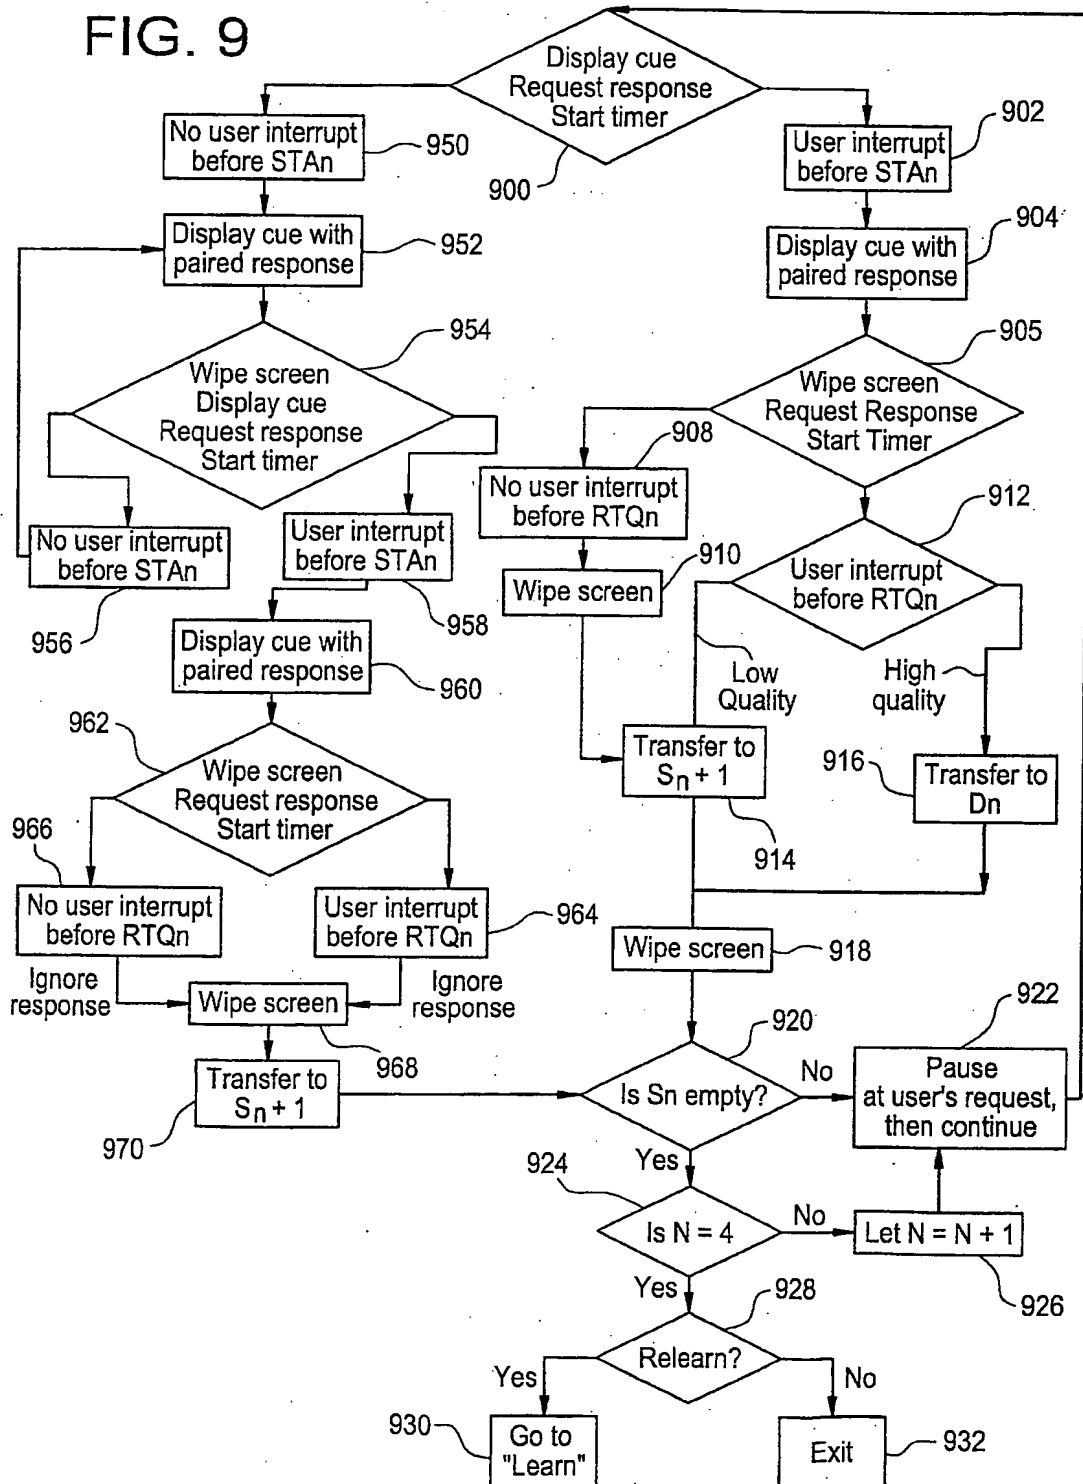 FIG. 9
Display cue
Request response
Start timer
900
No user interrupt
before STAn
950
User interrupt
before STAn
902
Display cue with
paired response
952
Display cue with
paired response
904
Wipe screen
Display cue
Request response
Start timer
954
Wipe screen
Request Response
Start Timer
905
No user interrupt
before RTQn
908
User interrupt
before RTQn
912
No user interrupt
before STAn
956
User interrupt
before STAn
958
Wipe screen
910
Low
Quality
High
quality
Display cue with
paired response
960
Transfer to
Sn + 1
914
Transfer to
Dn
916
Wipe screen
Request response
Start timer
962
No user interrupt
before RTQn
966
User interrupt
before RTQn
964
Ignore
response
Ignore
response
Wipe screen
968
Wipe screen
918
Transfer to
Sn + 1
970
Is Sn empty?
920
No
Pause
at user's request,
then continue
922
Yes
Is N = 4
924
No
Let N = N + 1
926
Yes
Relearn?
928
Yes
No
Go to
"Learn"
930
Exit
932